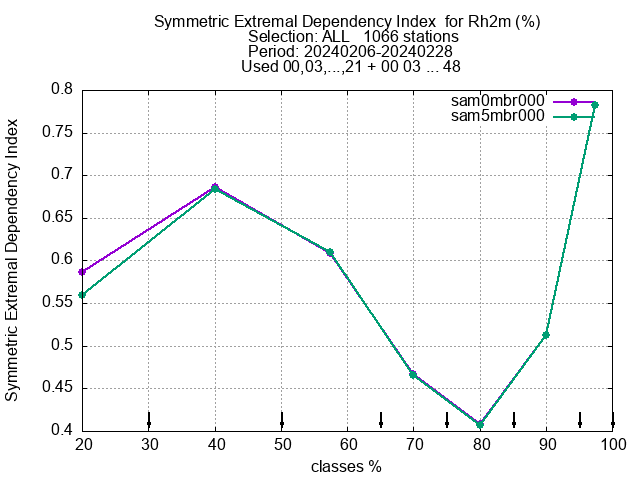 Symmetric Extremal Dependency Index  for Rh2m (%)
Selection: ALL   1066 stations
Period: 20240206-20240228
Used 00,03,...,21 + 00 03 ... 48
sam0mbr000
sam5mbr000
Symmetric Extremal Dependency Index
0.8
0.75
0.7
0.65
0.6
0.55
0.5
0.45
0.4
20 30 40 50 60 70 80 90 100
classes %